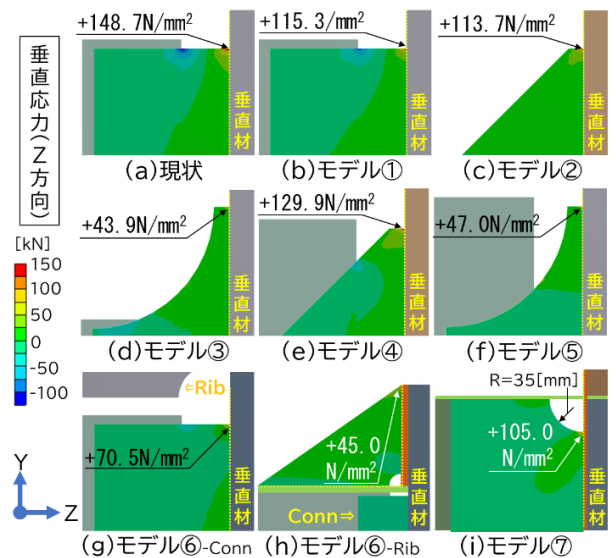 垂直応力(Z方向)
[kN]
150
100
50
0
-50
-100
+148.7N/mm²
垂直材
(a)現状
+115.3/mm²
垂直材
(b)モデル①
+113.7N/mm²
垂直材
(c)モデル②
+43.9N/mm²
垂直材
(d)モデル③
+129.9N/mm²
垂直材
(e)モデル④
+47.0N/mm²
垂直材
(f)モデル⑤
⇐Rib
+70.5N/mm²
垂直材
(g)モデル⑥-Conn
+45.0
N/mm²
Conn⇒
垂直材
(h)モデル⑥-Rib
R=35[mm]
+105.0
N/mm²
垂直材
(i)モデル⑦
Y
Z